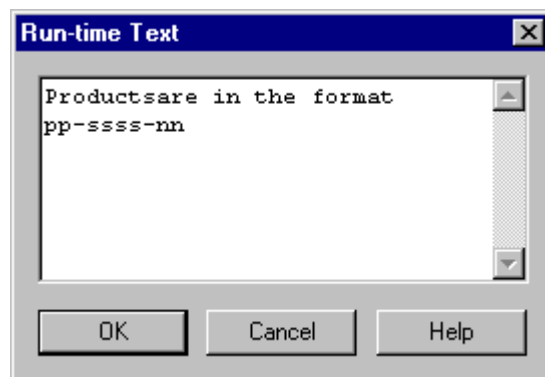 Run-time Text
Productsare in the format
pp-ssss-nn
OK Cancel Help